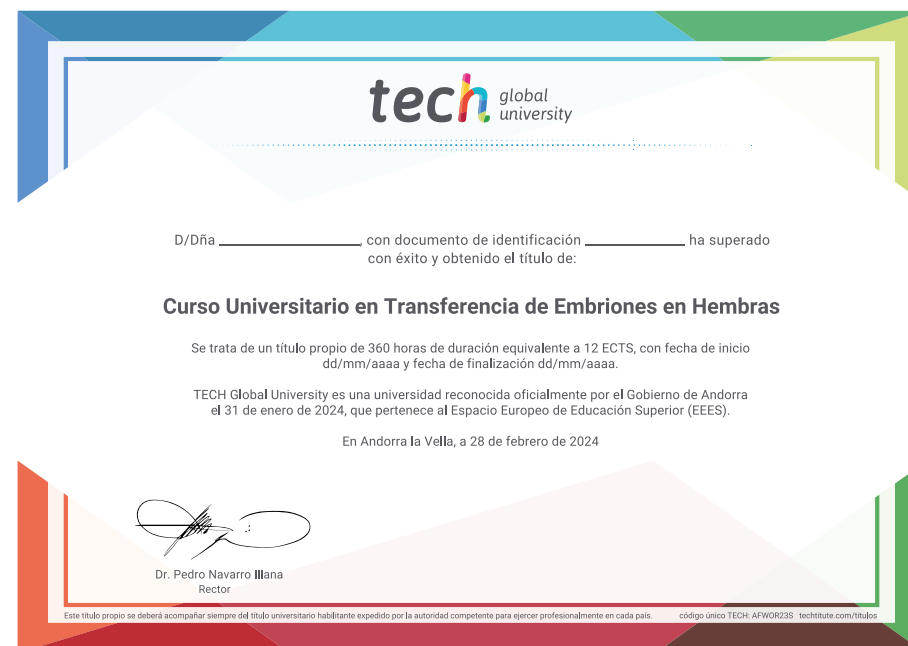 tech global university
D/Dña ____________________, con documento de identificación ______________ ha superado
con éxito y obtenido el título de:
Curso Universitario en Transferencia de Embriones en Hembras
Se trata de un título propio de 360 horas de duración equivalente a 12 ECTS, con fecha de inicio
dd/mm/aaaa y fecha de finalización dd/mm/aaaa.
TECH Global University es una universidad reconocida oficialmente por el Gobierno de Andorra
el 31 de enero de 2024, que pertenece al Espacio Europeo de Educación Superior (EEES).
En Andorra la Vella, a 28 de febrero de 2024
Dr. Pedro Navarro Illana
Rector
Este título propio se deberá acompañar siempre del título universitario habilitante expedido por la autoridad competente para ejercer profesionalmente en cada país. código único TECH: AFWOR23S techtitute.com/titulos